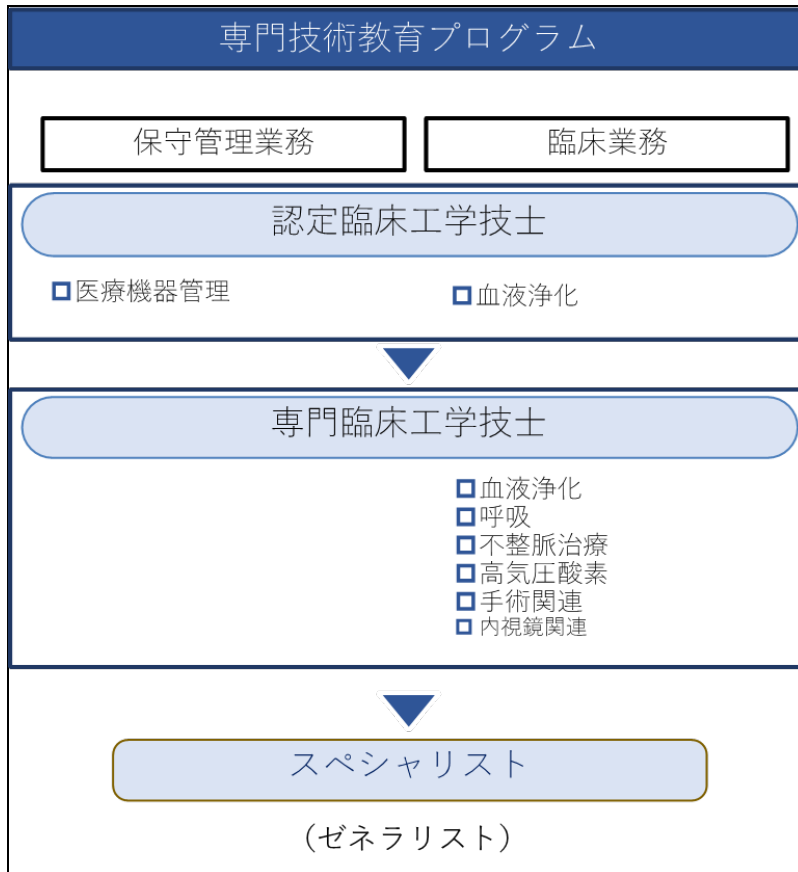 専門技術教育プログラム
保守管理業務
臨床業務
認定臨床工学技士
医療機器管理
血液浄化
専門臨床工学技士
血液浄化
呼吸
不整脈治療
高気圧酸素
手術関連
内視鏡関連
スペシャリスト
（ゼネラリスト）